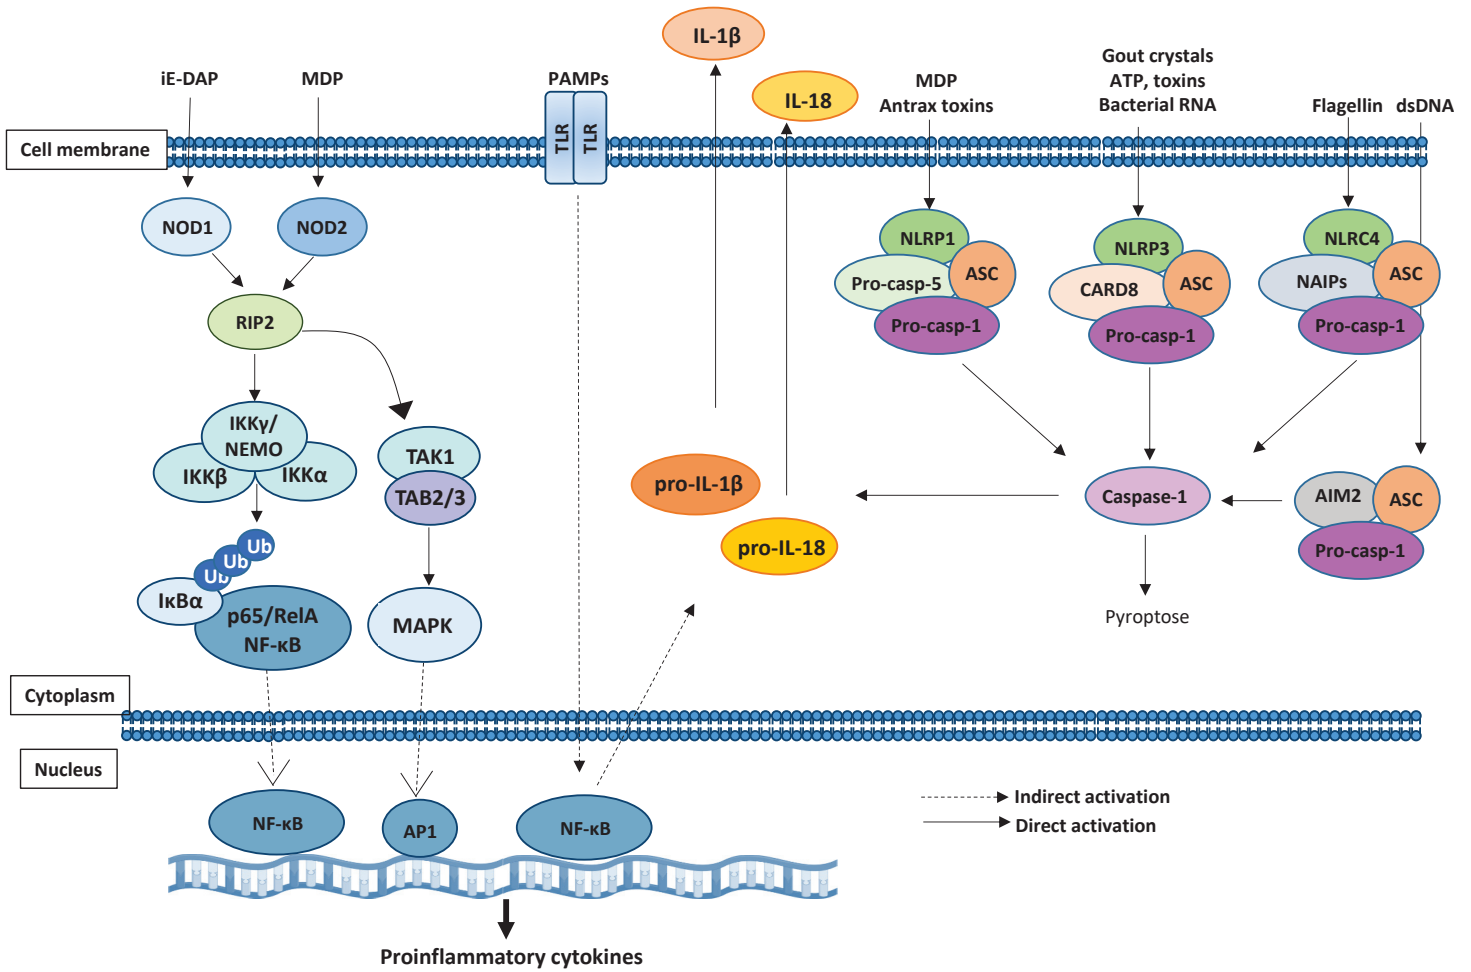 IL-1β
IL-18
iE-DAP
MDP
PAMPs
MDP
Antrax toxins
Gout crystals
ATP, toxins
Bacterial RNA
Flagellin
dsDNA
Cell membrane
TLR
TLR
NOD1
NOD2
NLRP1
Pro-casp-5
ASC
Pro-casp-1
NLRP3
CARD8
ASC
Pro-casp-1
NLRC4
NAIPs
ASC
Pro-casp-1
RIP2
IKKγ/
NEMO
IKKβ
IKKα
TAK1
TAB2/3
pro-IL-1β
pro-IL-18
Caspase-1
AIM2
ASC
Pro-casp-1
Ub
Ub
Ub
IκBα
p65/RelA
NF-κB
MAPK
Pyroptose
Cytoplasm
Nucleus
NF-κB
AP1
NF-κB
Indirect activation
Direct activation
Proinflammatory cytokines